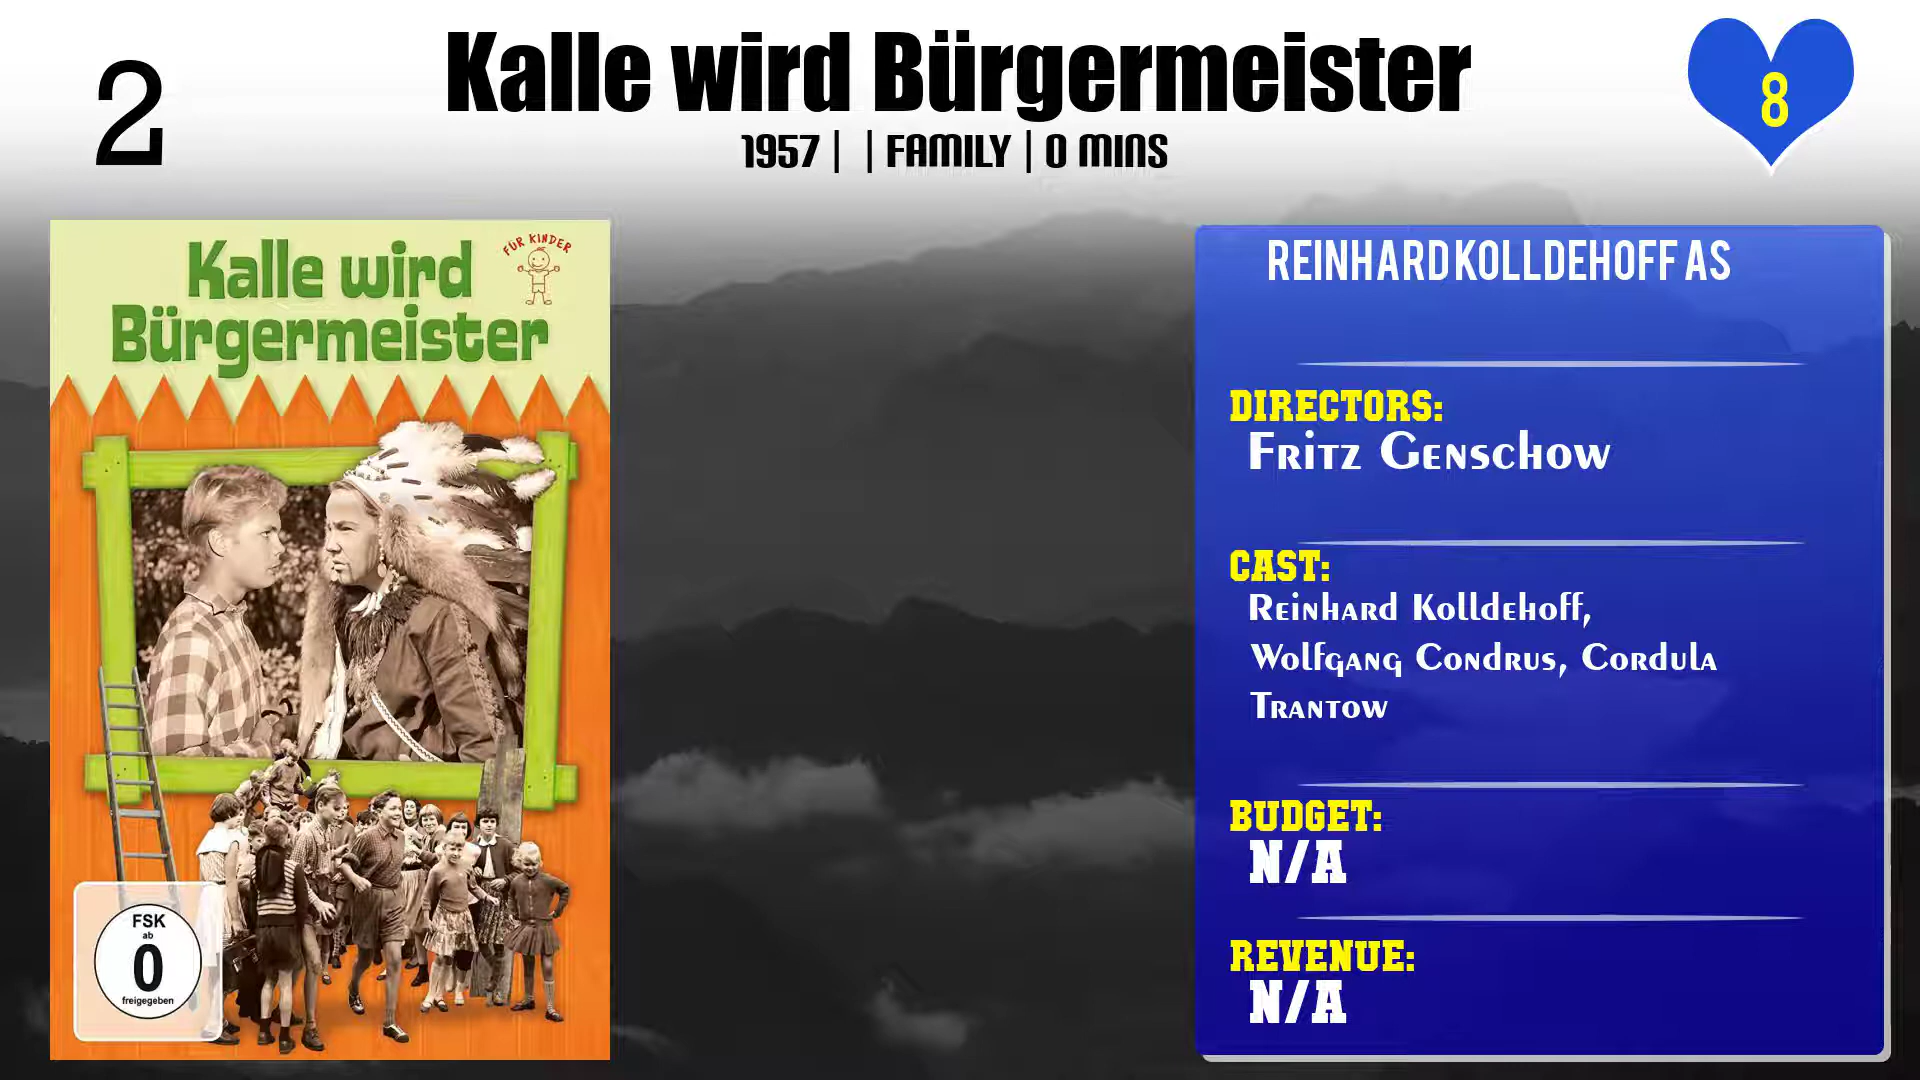 2
Kalle wird Bürgermeister
1957 | | FAMILY | 0 MINS
8
Kalle wird
Bürgermeister
FÜR KINDER
FSK
ab
0
freigegeben
REINHARD KOLLDEHOFF AS
DIRECTORS:
Fritz Genschow
CAST:
Reinhard Kolldehoff,
Wolfgang Condrus, Cordula
Trantow
BUDGET:
N/A
REVENUE:
N/A